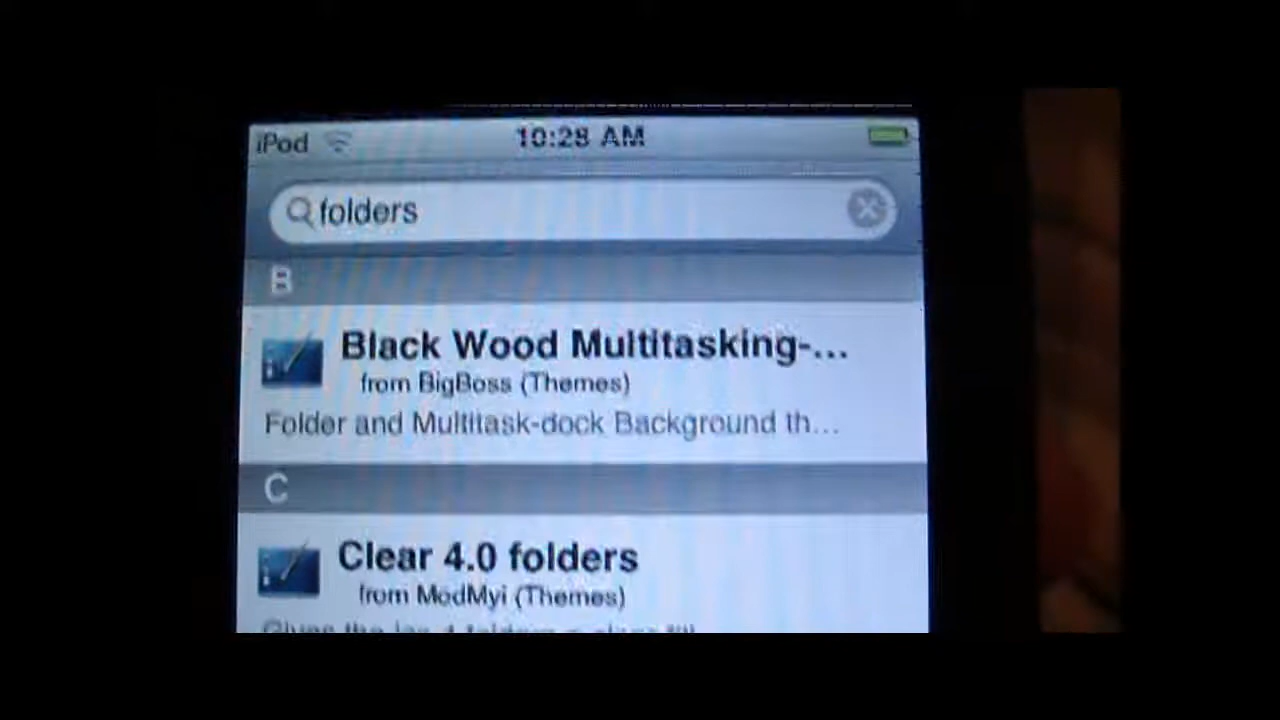 iPod 10:28 AM
folders
B
Black Wood Multitasking-...
from BigBoss (Themes)
Folder and Multitask-dock Background th...
C
Clear 4.0 folders
from ModMyi (Themes)